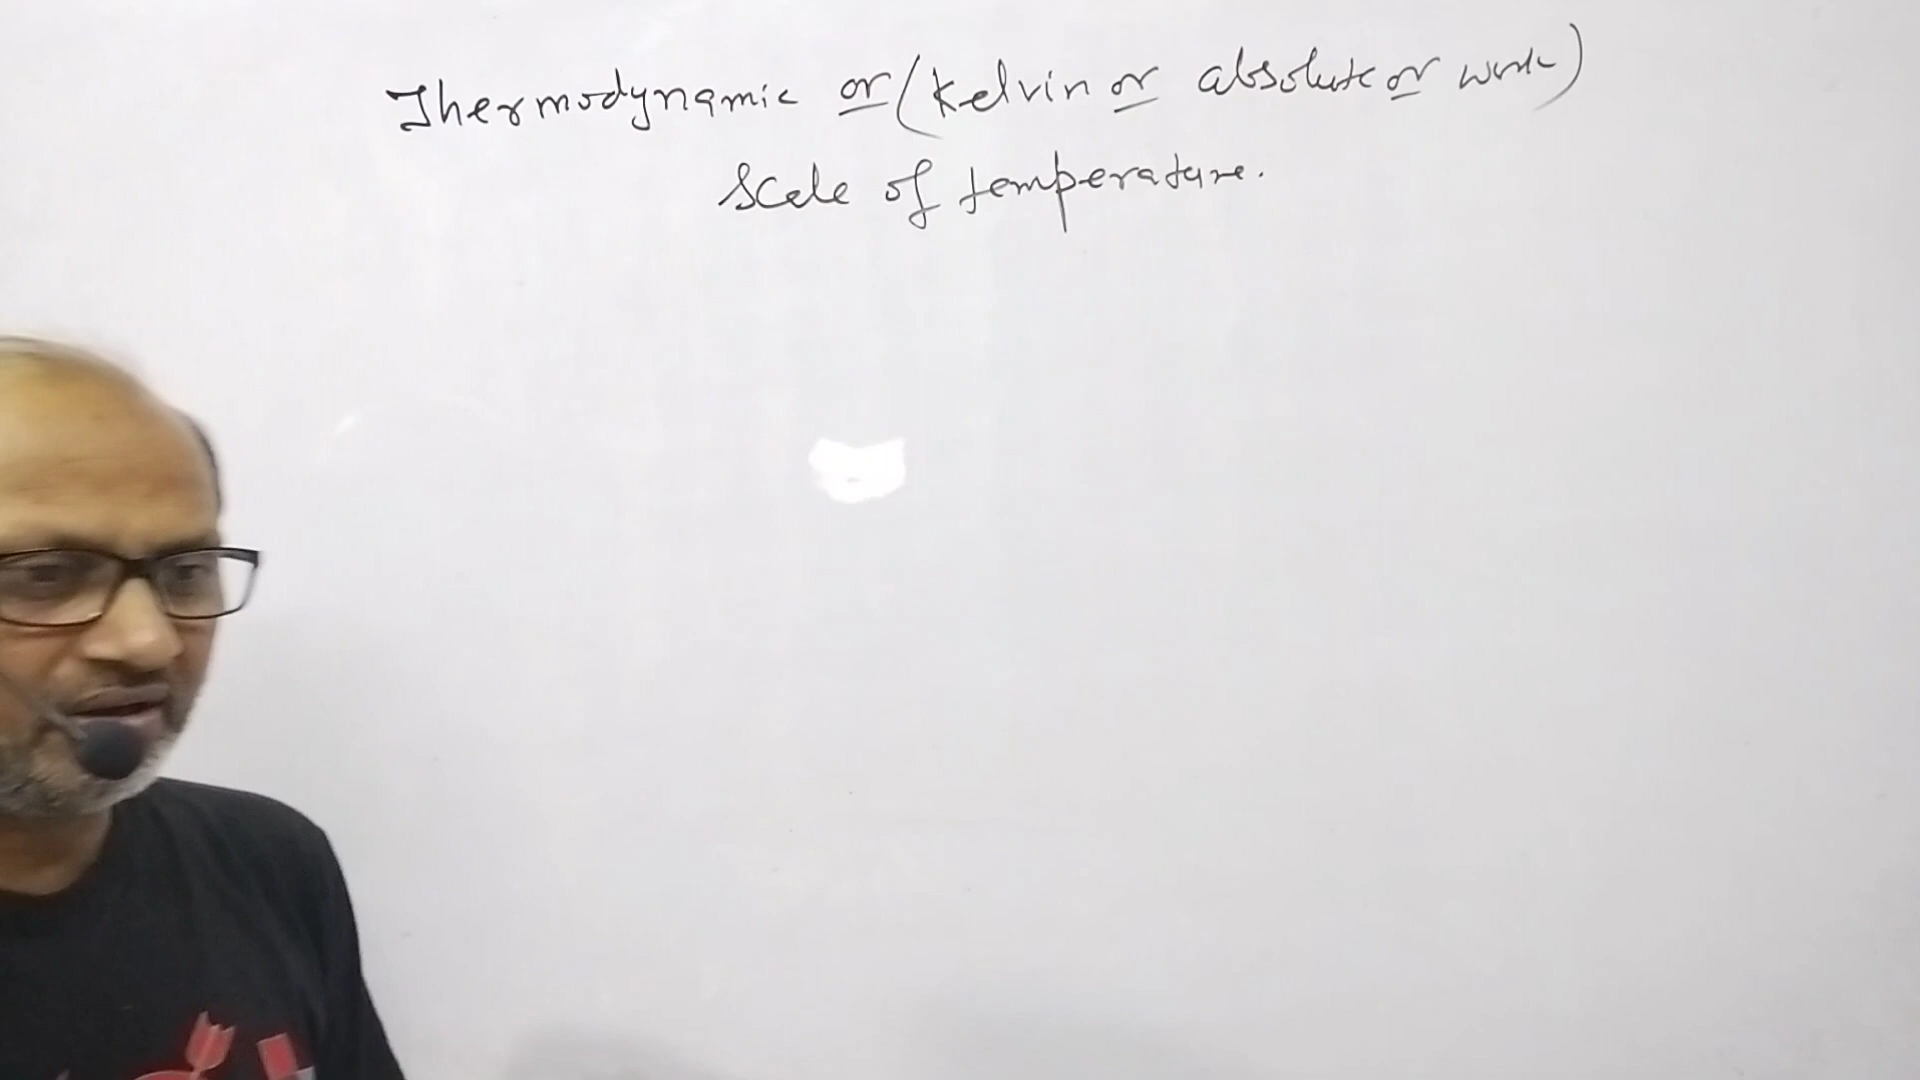 Thermodynamic or (Kelvin or absolute or work)
Scale of temperature.